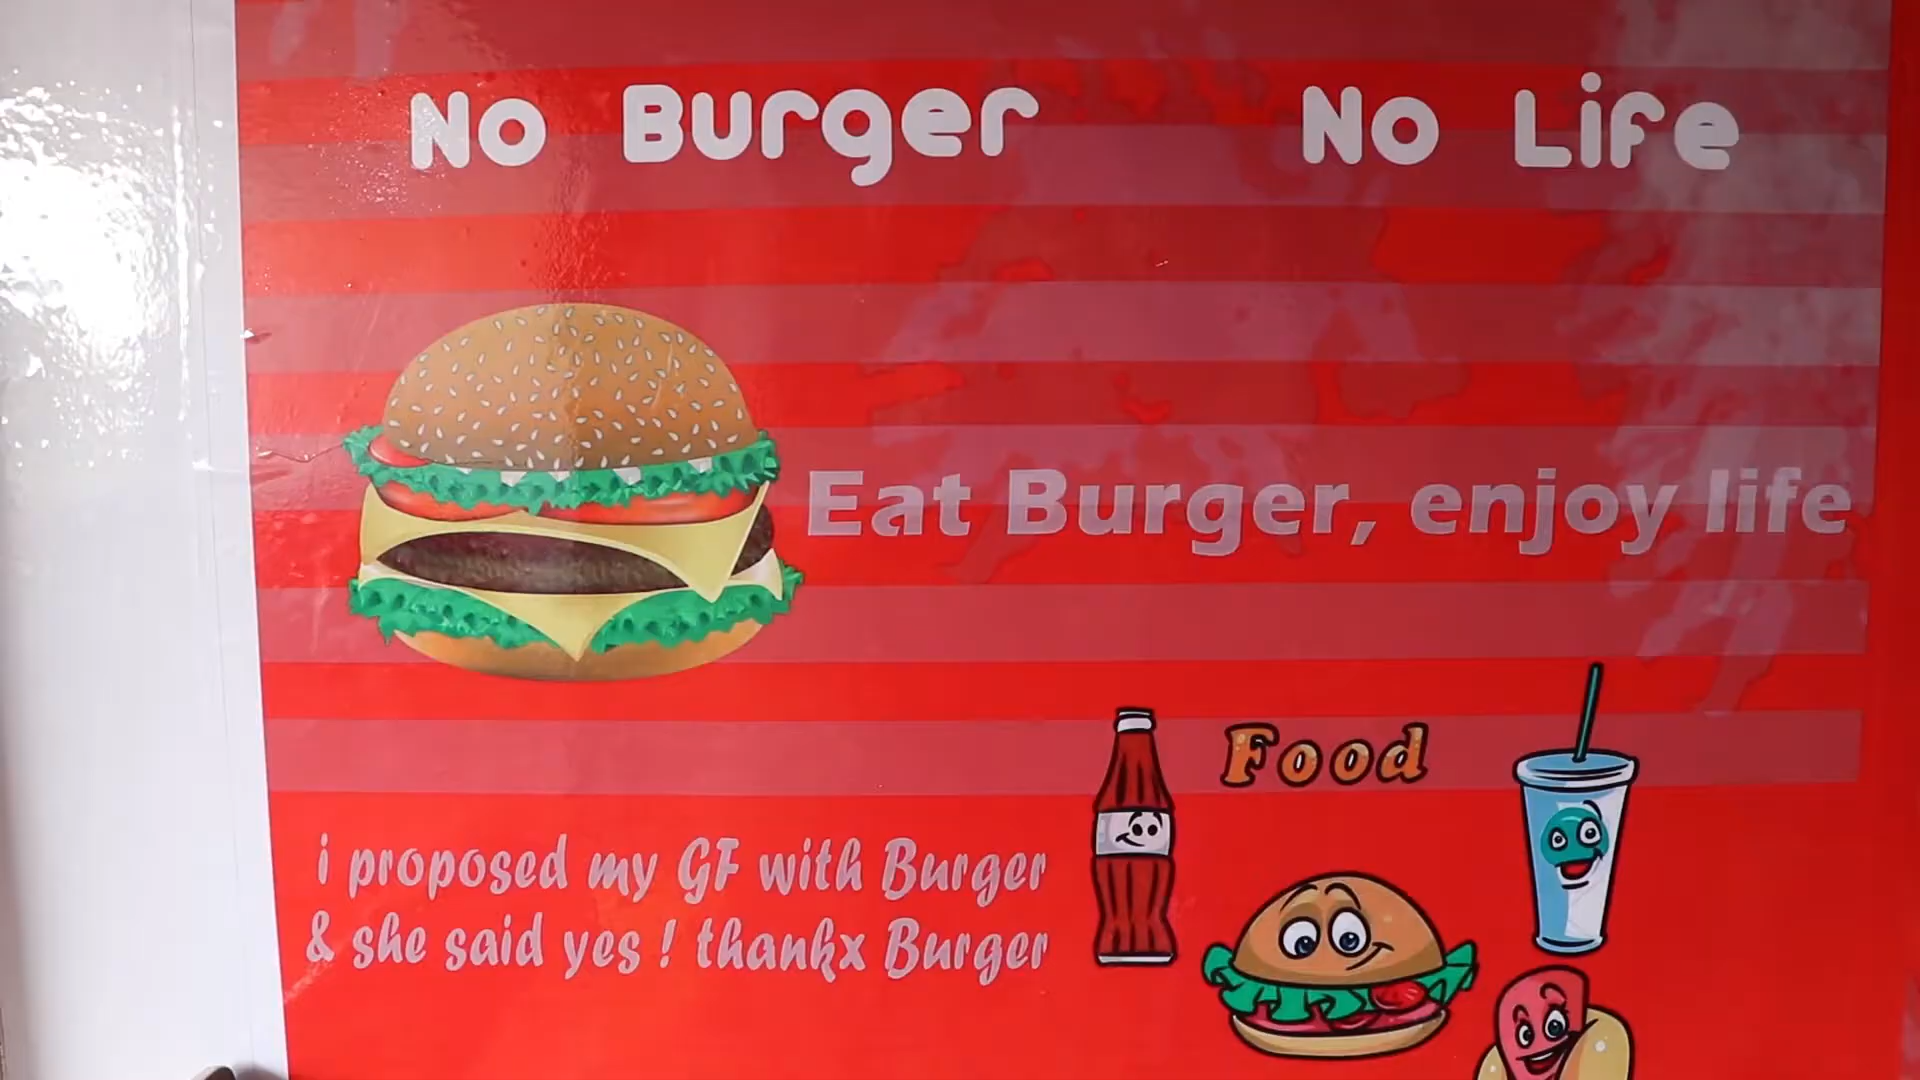 No Burger No Life
Eat Burger, enjoy life
Food
i proposed my GF with Burger
& she said yes ! thankx Burger